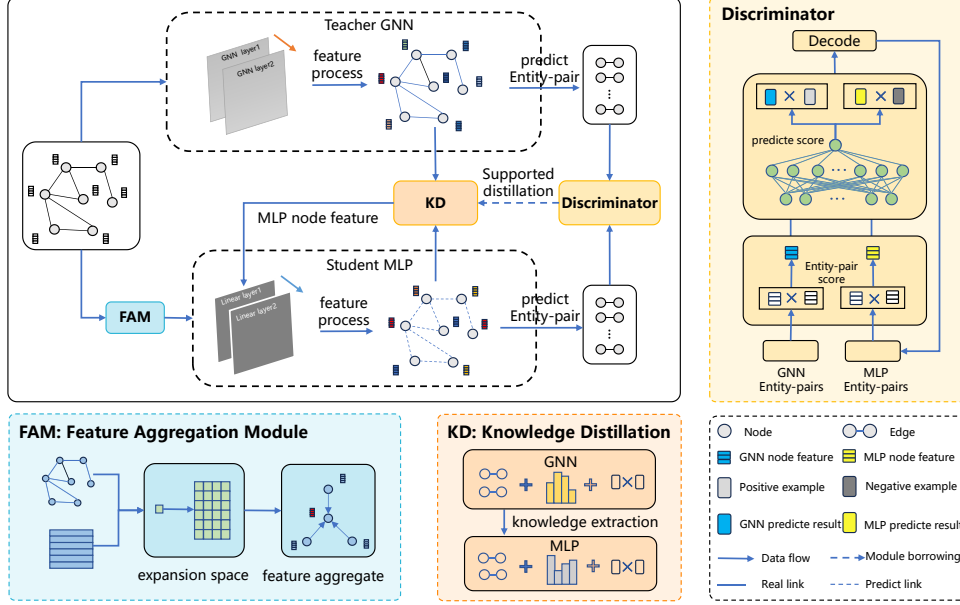 Teacher GNN
GNN layer1
GNN layer2
feature
process
predict
Entity-pair
Supported
distillation
KD
Discriminator
MLP node feature
Student MLP
FAM
Linear layer1
Linear layer2
feature
process
predict
Entity-pair
Discriminator
Decode
predicte score
Entity-pair
score
GNN
Entity-pairs
MLP
Entity-pairs
FAM: Feature Aggregation Module
expansion space
feature aggregate
KD: Knowledge Distillation
GNN
knowledge extraction
MLP
Node
Edge
GNN node feature
MLP node feature
Positive example
Negative example
GNN predicte result
MLP predicte result
Data flow
Module borrowing
Real link
Predict link